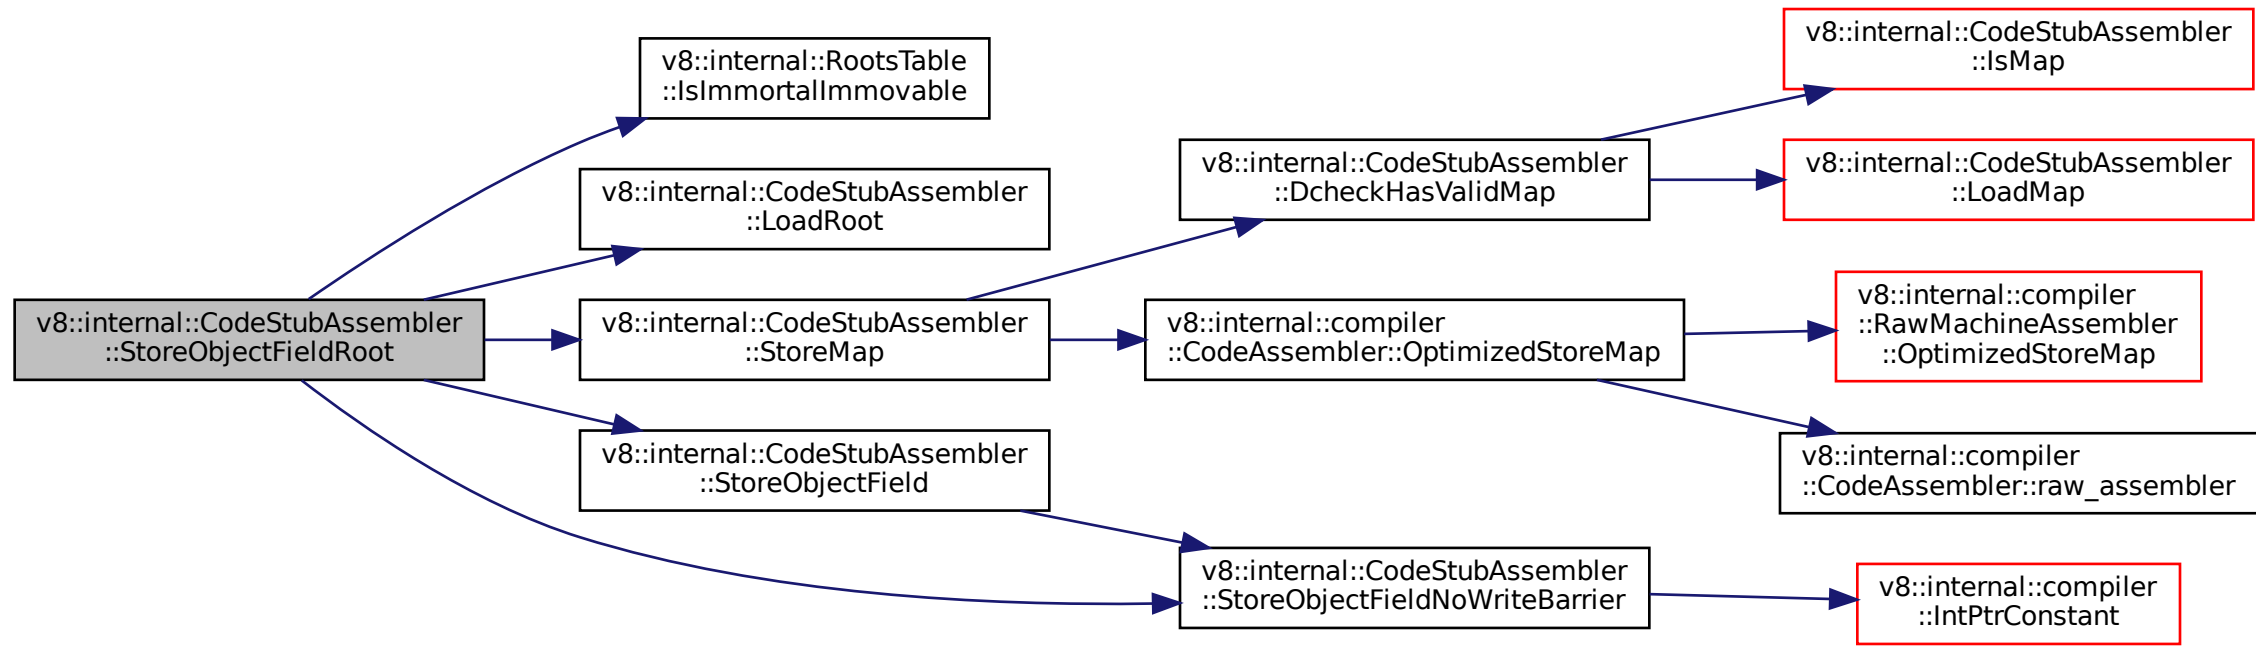 v8::internal::CodeStubAssembler
::StoreObjectFieldRoot
v8::internal::RootsTable
::IsImmortalImmovable
v8::internal::CodeStubAssembler
::LoadRoot
v8::internal::CodeStubAssembler
::StoreMap
v8::internal::CodeStubAssembler
::StoreObjectField
v8::internal::CodeStubAssembler
::DcheckHasValidMap
v8::internal::compiler
::CodeAssembler::OptimizedStoreMap
v8::internal::CodeStubAssembler
::StoreObjectFieldNoWriteBarrier
v8::internal::CodeStubAssembler
::IsMap
v8::internal::CodeStubAssembler
::LoadMap
v8::internal::compiler
::RawMachineAssembler
::OptimizedStoreMap
v8::internal::compiler
::CodeAssembler::raw_assembler
v8::internal::compiler
::IntPtrConstant